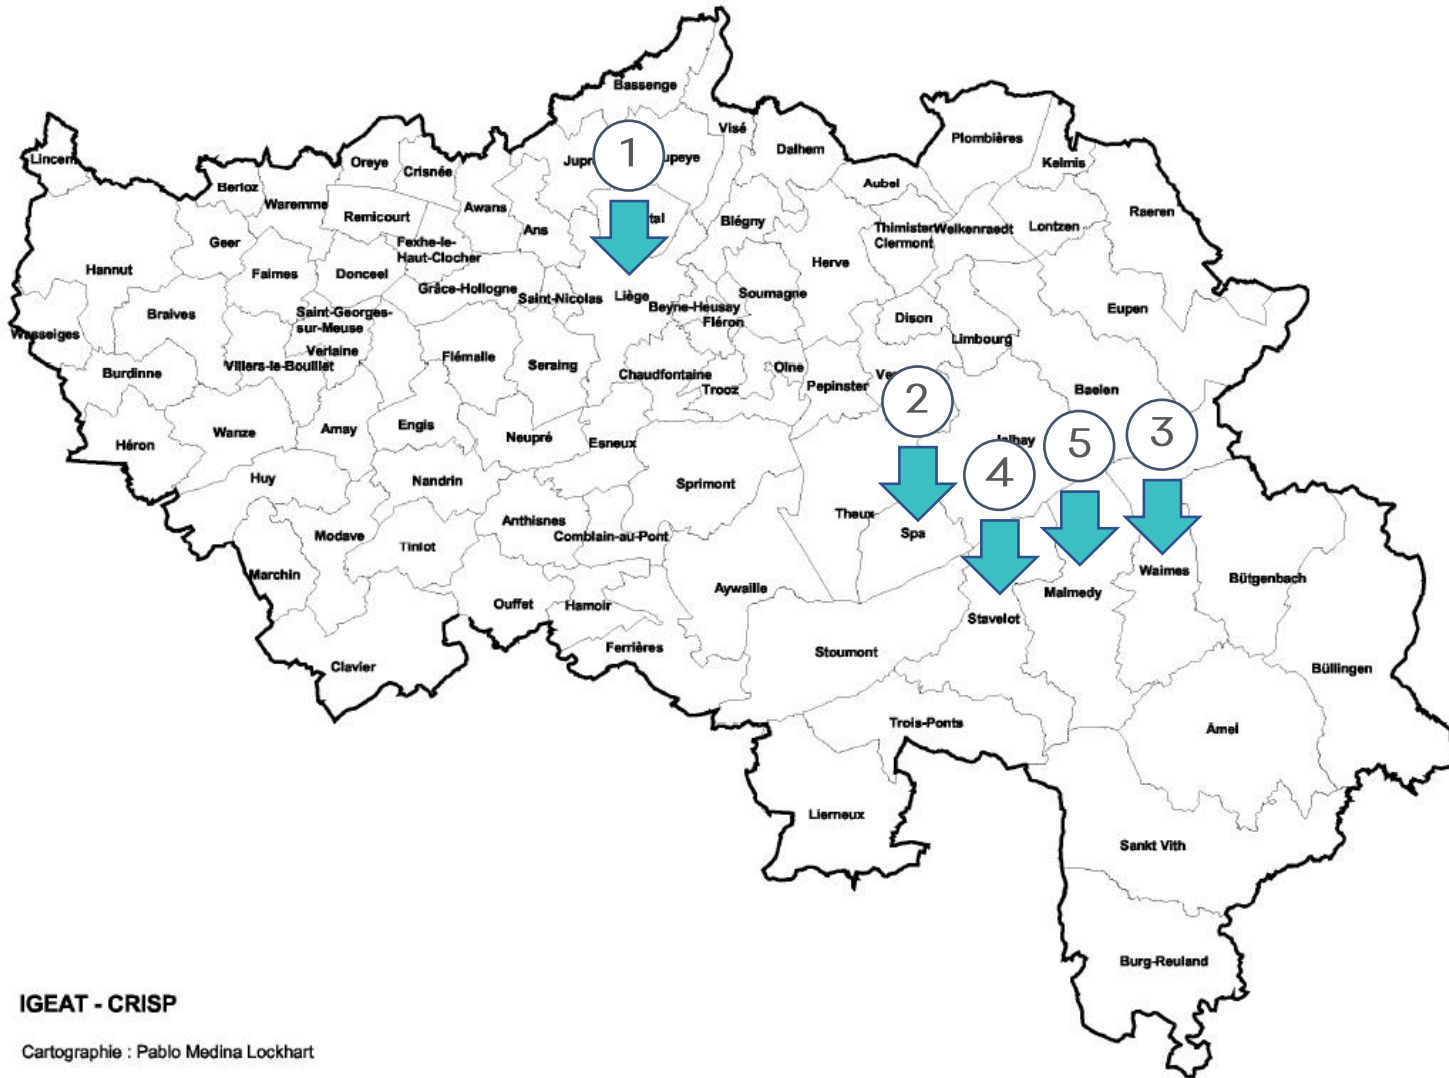 Bassenge
Visé
Lincent
Oreye
Crisnée
Dalhem
Plombières
Kelmis
1
Berloz
Waremme
Awans
Aubel
Raeren
Remicourt
Ans
Blégny
Thimister
Clermont
Welkenraedt
Lontzen
Geer
Fexhe-le-
Haut-Clocher
Hannut
Faimes
Donceel
Herve
Grâce-Hollogne
Saint-Nicolas
Liège
Soumagne
Beyne-Heusay
Fléron
Eupen
Braives
Saint-Georges-
sur-Meuse
Dison
Limbourg
Wasseiges
Verlaine
Villers-le-Bouillet
Flémalle
Seraing
Chaudfontaine
Olne
Burdinne
Trooz
Pepinster
Baelen
2
Héron
Wanze
Amay
Engis
Neupré
Esneux
Jalhay
5
3
4
Huy
Nandrin
Sprimont
Theux
Spa
Anthisnes
Comblain-au-Pont
Modave
Tinlot
Marchin
Waimes
Bütgenbach
Aywaille
Malmedy
Ouffet
Hamoir
Stavelot
Ferrières
Stoumont
Clavier
Büllingen
Trois-Ponts
Amel
Lierneux
Sankt Vith
Burg-Reuland
IGEAT - CRISP
Cartographie : Pablo Medina Lockhart